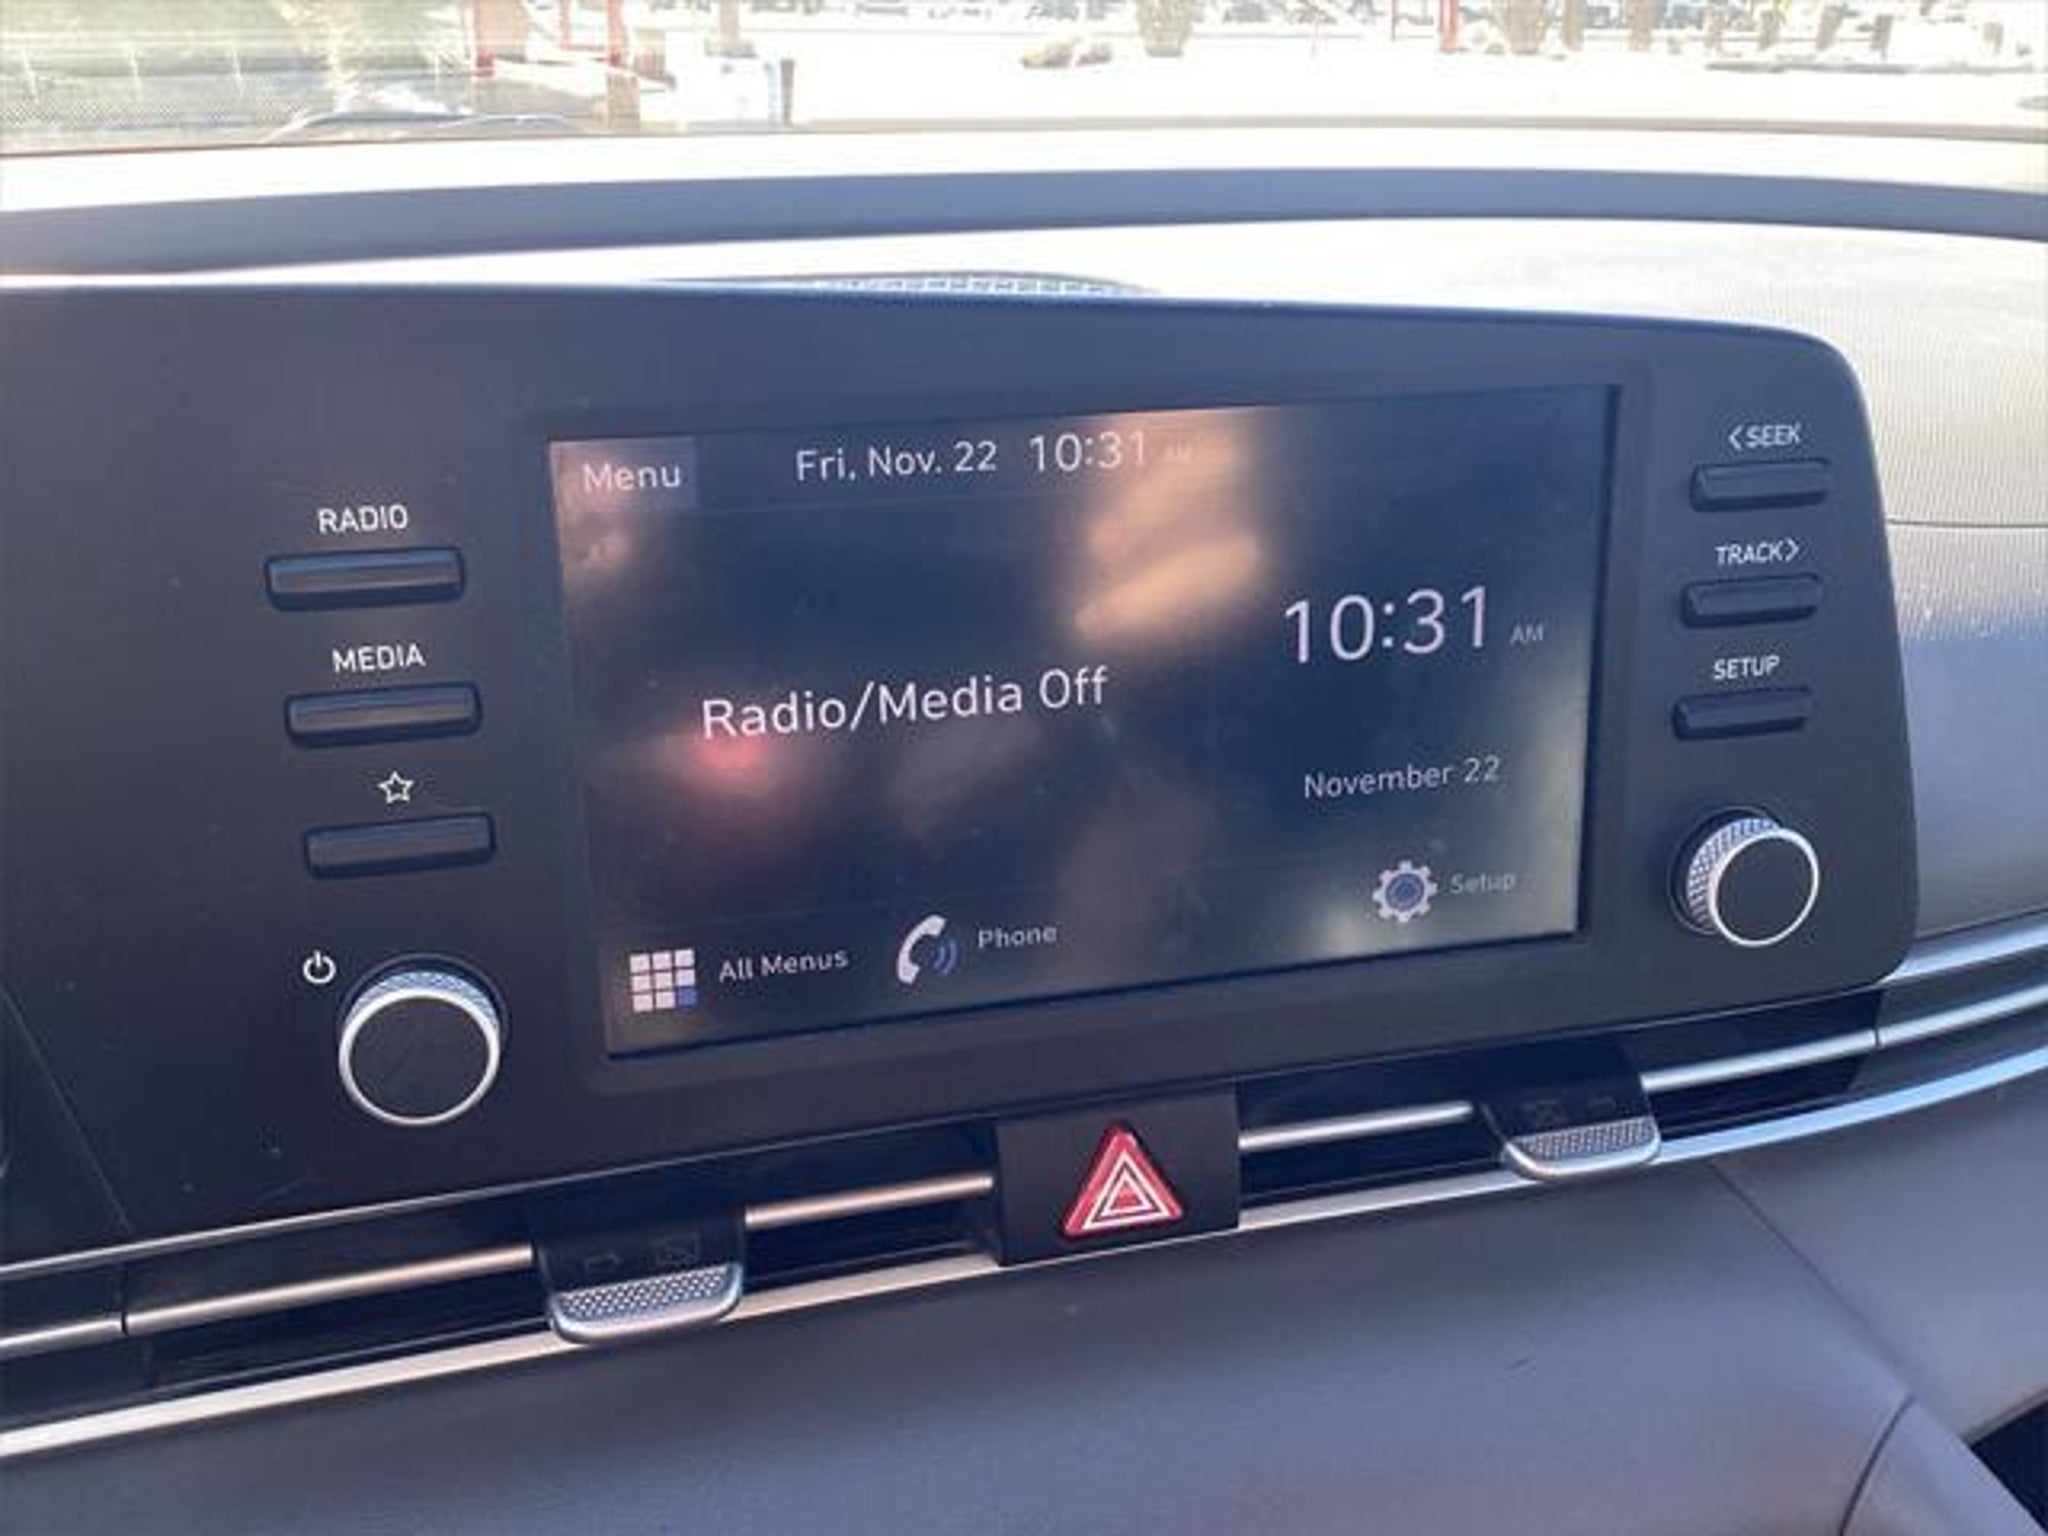 Menu
Fri, Nov. 22 10:31 AM
RADIO
MEDIA
Radio/Media Off
10:31 AM
November 22
All Menus
Phone
Setup
<SEEK
TRACK>
SETUP